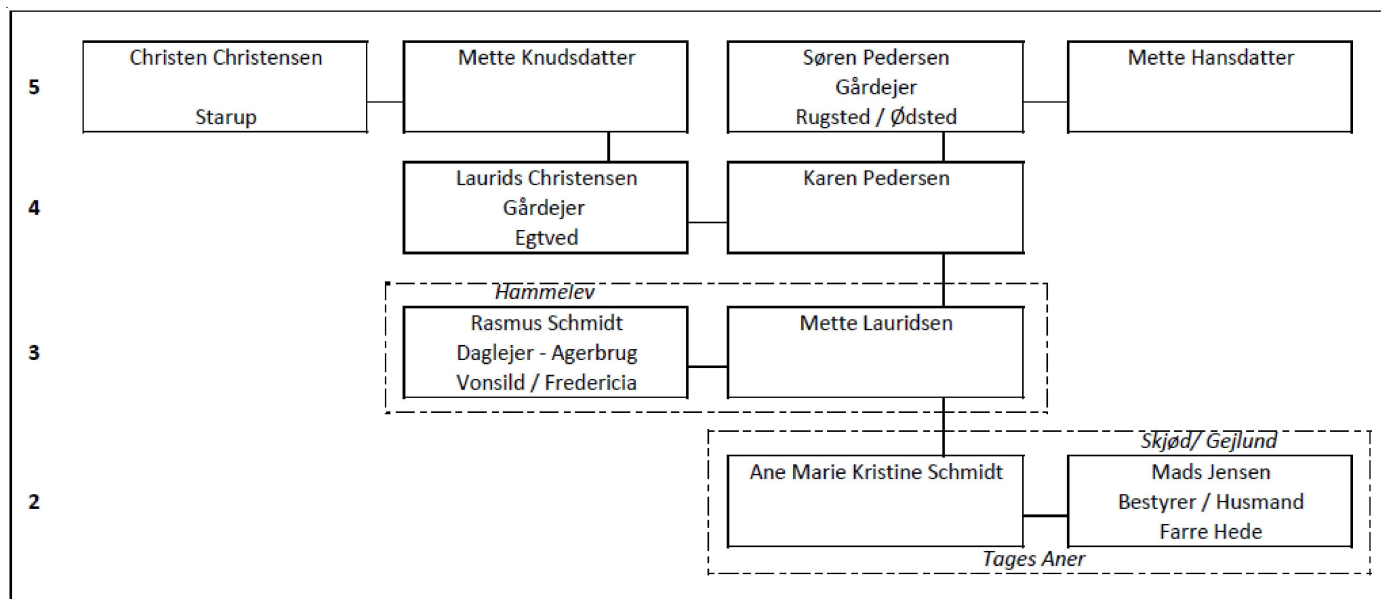 5
Christen Christensen
Starup
Mette Knudsdatter
Søren Pedersen
Gårdejer
Rugsted / Ødsted
Mette Hansdatter
4
Laurids Christensen
Gårdejer
Egtved
Karen Pedersen
Hammelev
3
Rasmus Schmidt
Daglejer - Agerbrug
Vonsild / Fredericia
Mette Lauridsen
Skjød/ Gejlund
2
Ane Marie Kristine Schmidt
Mads Jensen
Bestyrer / Husmand
Farre Hede
Tages Aner